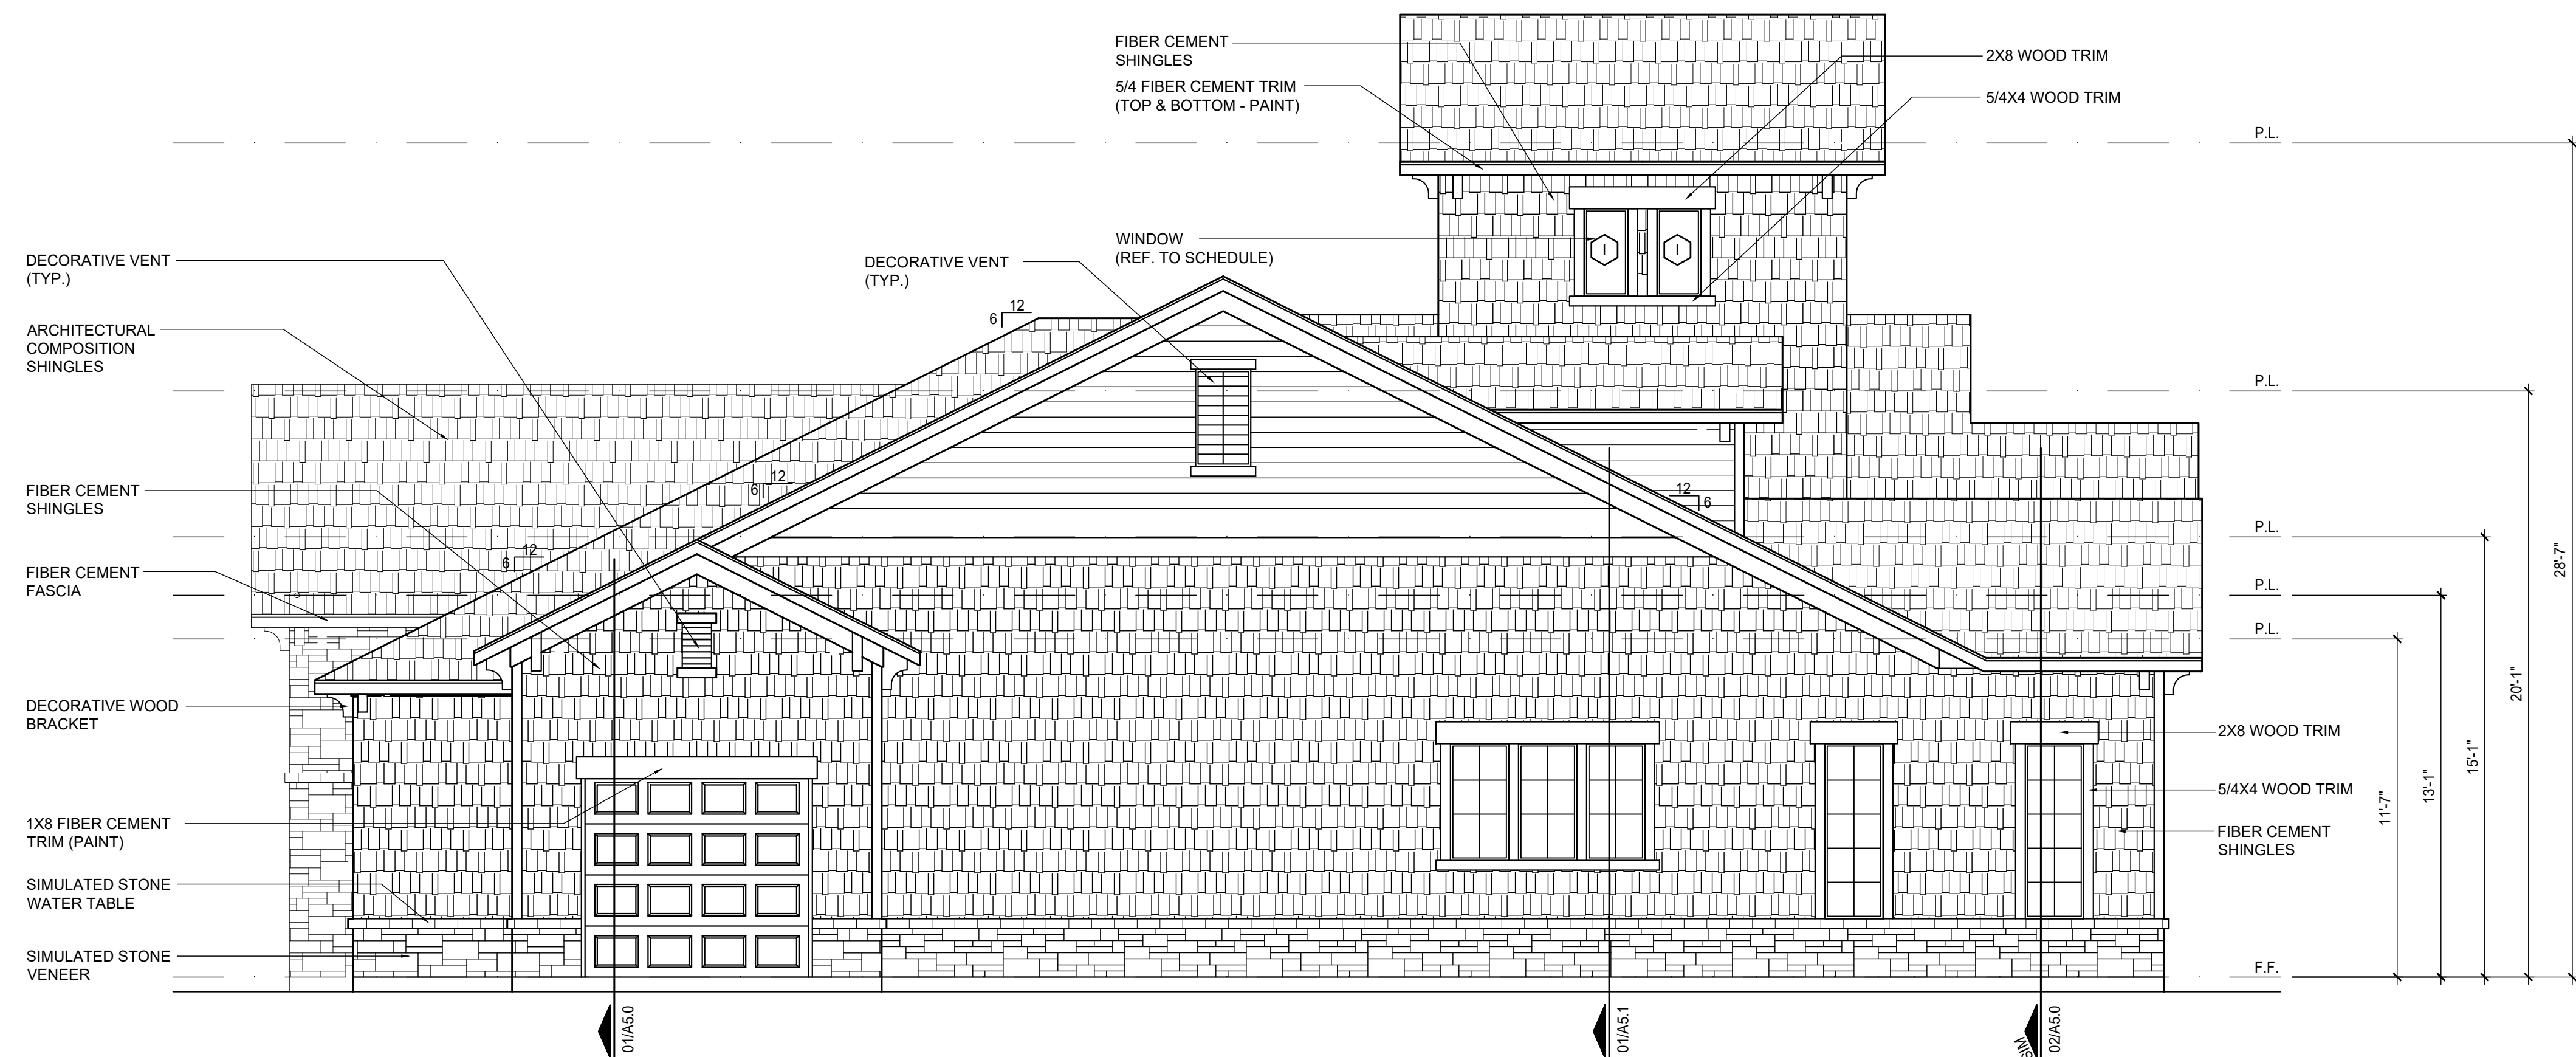 FIBER CEMENT
SHINGLES
5/4 FIBER CEMENT TRIM
(TOP & BOTTOM - PAINT)
2X8 WOOD TRIM
5/4X4 WOOD TRIM
P.L.
WINDOW
(REF. TO SCHEDULE)
I
I
DECORATIVE VENT
(TYP.)
DECORATIVE VENT
(TYP.)
12
6
ARCHITECTURAL
COMPOSITION
SHINGLES
P.L.
12
6
12
6
FIBER CEMENT
SHINGLES
P.L.
12
6
FIBER CEMENT
FASCIA
P.L.
P.L.
28'-7"
20'-1"
15'-1"
13'-1"
11'-7"
DECORATIVE WOOD
BRACKET
2X8 WOOD TRIM
5/4X4 WOOD TRIM
FIBER CEMENT
SHINGLES
1X8 FIBER CEMENT
TRIM (PAINT)
SIMULATED STONE
WATER TABLE
SIMULATED STONE
VENEER
F.F.
01/A5.0
01/A5.1
02/A5.0